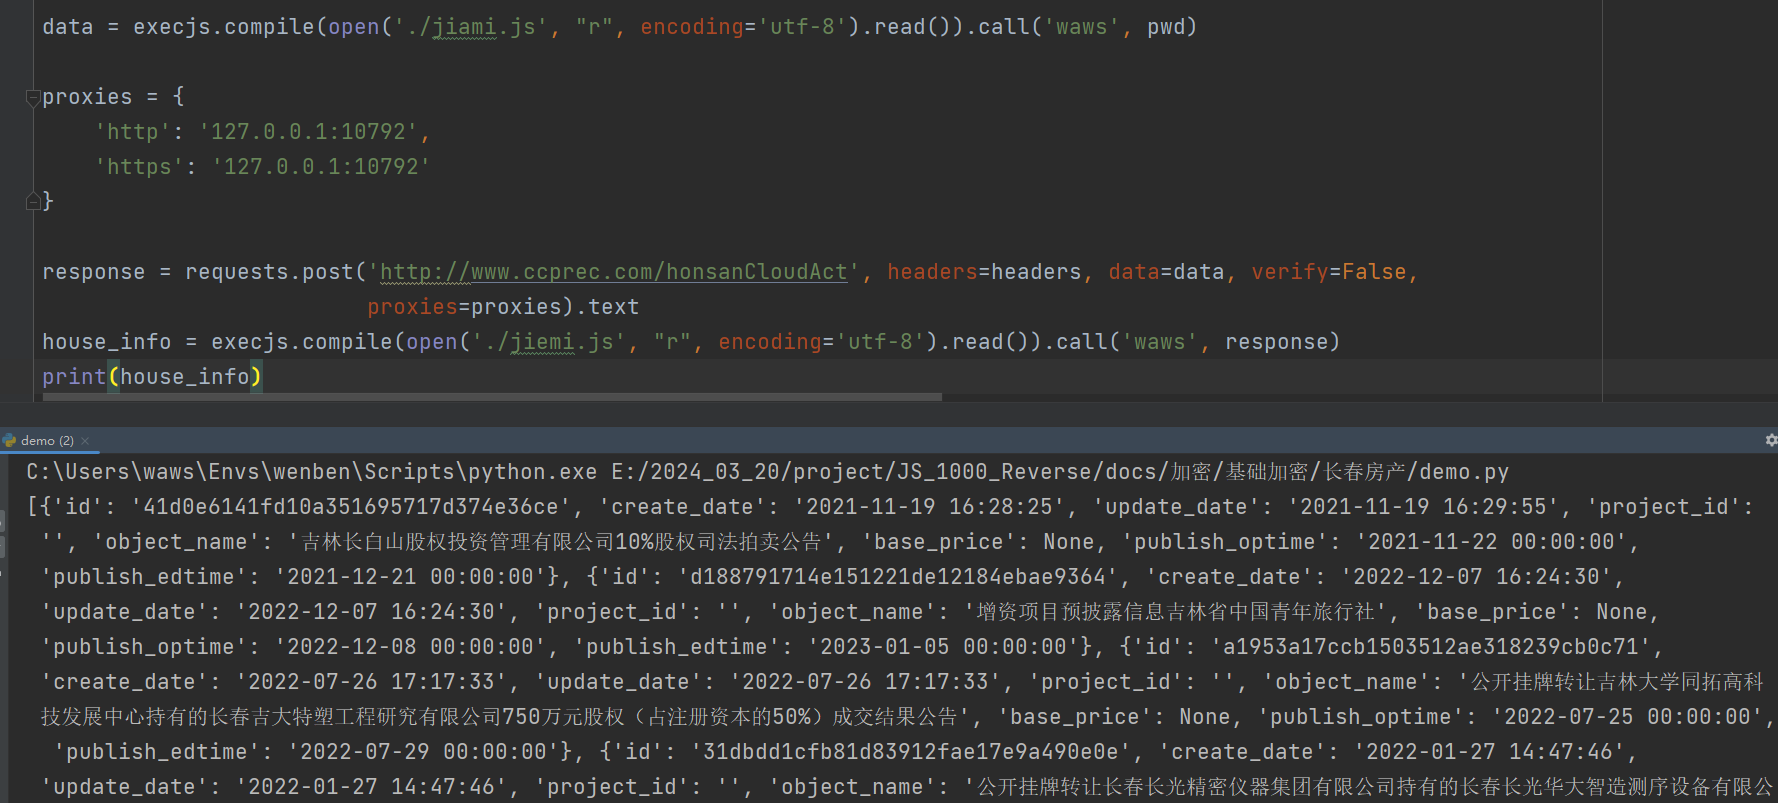 data = execjs.compile(open('./jiami.js', "r", encoding='utf-8').read()).call('waws', pwd)
proxies = {
'http': '127.0.0.1:10792',
'https': '127.0.0.1:10792'
}
response = requests.post('http://www.ccprec.com/honsanCloudAct', headers=headers, data=data, verify=False,
proxies=proxies).text
house_info = execjs.compile(open('./jiemi.js', "r", encoding='utf-8').read()).call('waws', response)
print(house_info)
demo (2)
C:\Users\waws\Envs\wenben\Scripts\python.exe E:/2024_03_20/project/JS_1000_Reverse/docs/加密/基础加密/长春房产/demo.py
[{'id': '41d0e6141fd10a351695717d374e36ce', 'create_date': '2021-11-19 16:28:25', 'update_date': '2021-11-19 16:29:55', 'project_id':
'', 'object_name': '吉林长白山股权投资管理有限公司10%股权司法拍卖公告', 'base_price': None, 'publish_optime': '2021-11-22 00:00:00',
'publish_edtime': '2021-12-21 00:00:00'}, {'id': 'd188791714e151221de12184ebae9364', 'create_date': '2022-12-07 16:24:30',
'update_date': '2022-12-07 16:24:30', 'project_id': '', 'object_name': '增资项目预披露信息吉林省中国青年旅行社', 'base_price': None,
'publish_optime': '2022-12-08 00:00:00', 'publish_edtime': '2023-01-05 00:00:00'}, {'id': 'a1953a17ccb1503512ae318239cb0c71',
'create_date': '2022-07-26 17:17:33', 'update_date': '2022-07-26 17:17:33', 'project_id': '', 'object_name': '公开挂牌转让吉林大学同拓高科
技发展中心持有的长春吉大特塑工程研究有限公司750万元股权（占注册资本的50%）成交结果公告', 'base_price': None, 'publish_optime': '2022-07-25 00:00:00',
'publish_edtime': '2022-07-29 00:00:00'}, {'id': '31dbdd1cfb81d83912fae17e9a490e0e', 'create_date': '2022-01-27 14:47:46',
'update_date': '2022-01-27 14:47:46', 'project_id': '', 'object_name': '公开挂牌转让长春长光精密仪器集团有限公司持有的长春长光华大智造测序设备有限公